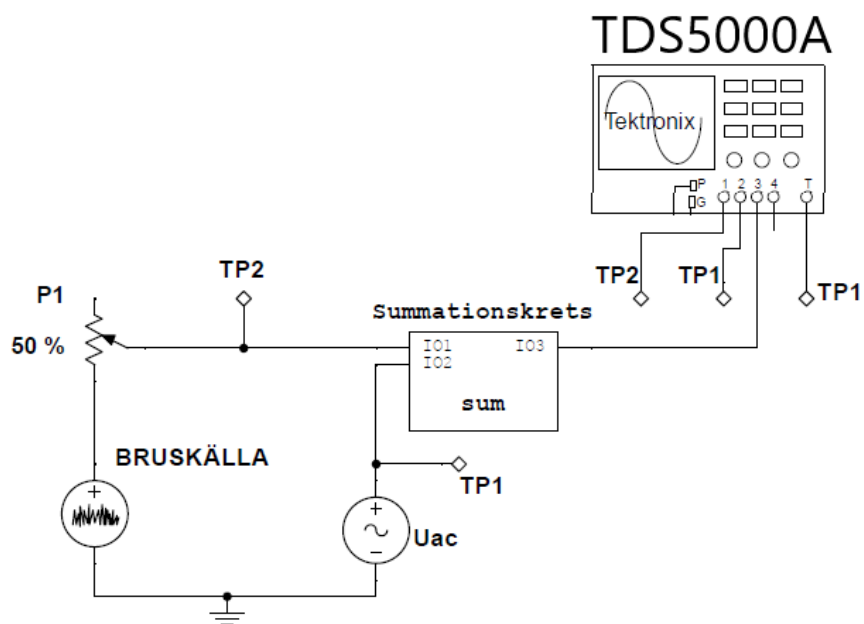 TDS5000A
Tektronix
P
G
1 2 3 4 T
TP2 TP1 TP1
TP2
P1
50 %
Summationskrets
IO1 IO3
IO2
sum
BRUSKÄLLA
TP1
+
+
Uac
−